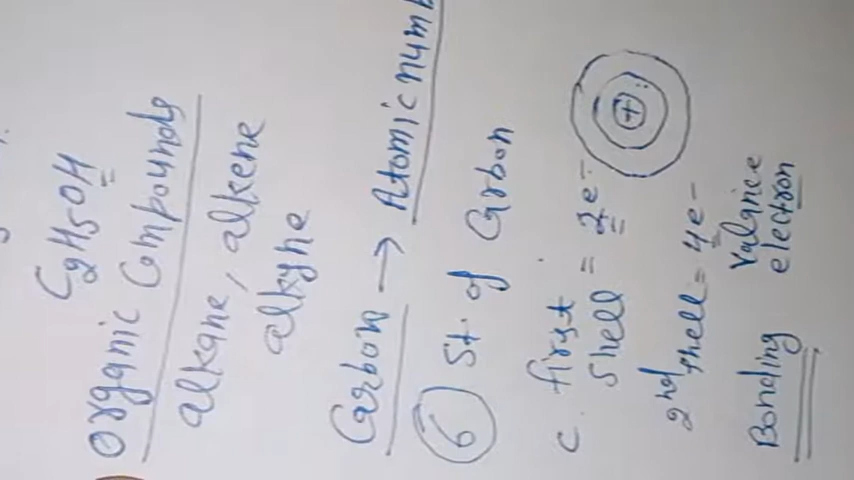 C2H5OH
organic Compounds
alkane, alkene
alkyne
Carbon → Atomic numb
6 St. of Carbon
C. first shell = 2e-
2nd shell = 4e-
Bonding valance electron
+